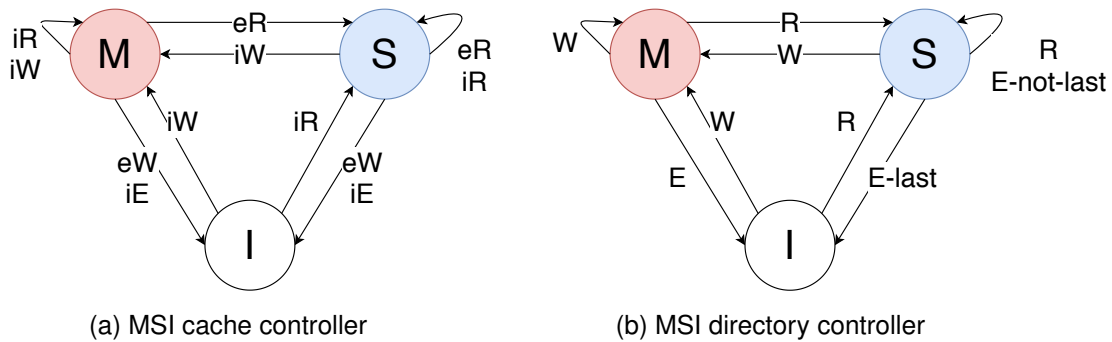 eR
iW
M
S
iR
iW
eR
iR
iW
iR
eW
iE
eW
iE
I
(a) MSI cache controller
R
W
M
S
W
R
E-not-last
W
R
E
E-last
I
(b) MSI directory controller